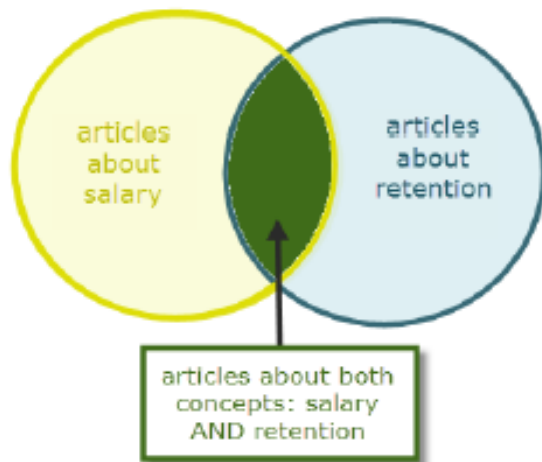 articles
about
salary
articles
about
retention
articles about both
concepts: salary
AND retention